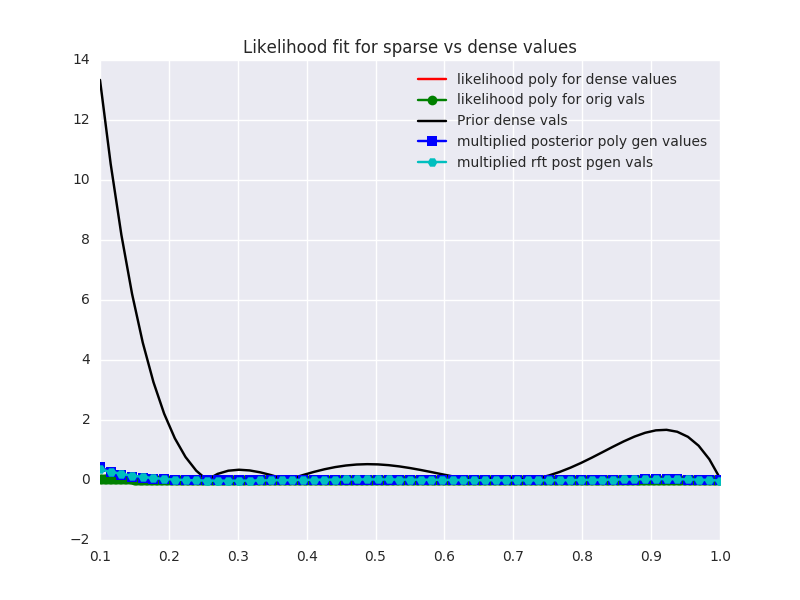 Likelihood fit for sparse vs dense values
likelihood poly for dense values
likelihood poly for orig vals
Prior dense vals
multiplied posterior poly gen values
multiplied rft post pgen vals
14
12
10
8
6
4
2
0
−2
0.1 0.2 0.3 0.4 0.5 0.6 0.7 0.8 0.9 1.0